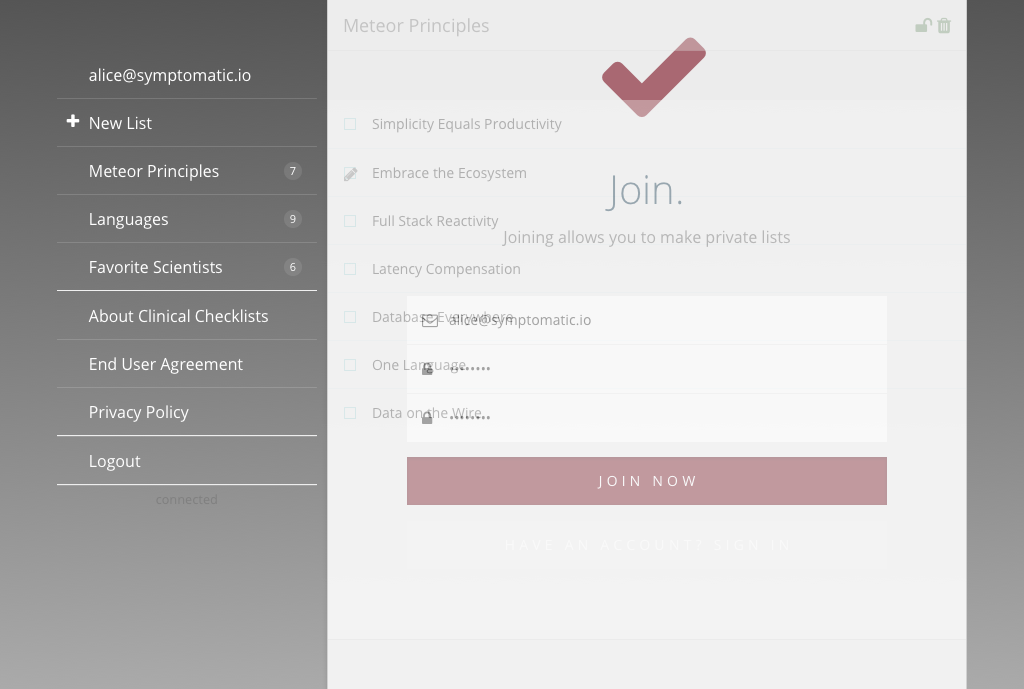 alice@symptomatic.io
New List
Meteor Principles 7
Languages 9
Favorite Scientists 6
About Clinical Checklists
End User Agreement
Privacy Policy
Logout
connected
Meteor Principles
Simplicity Equals Productivity
Embrace the Ecosystem
Full Stack Reactivity
Latency Compensation
Database Everywhere
One Language
Data on the Wire
Join.
Joining allows you to make private lists
alice@symptomatic.io
••••••••
••••••••
JOIN NOW
HAVE AN ACCOUNT? SIGN IN